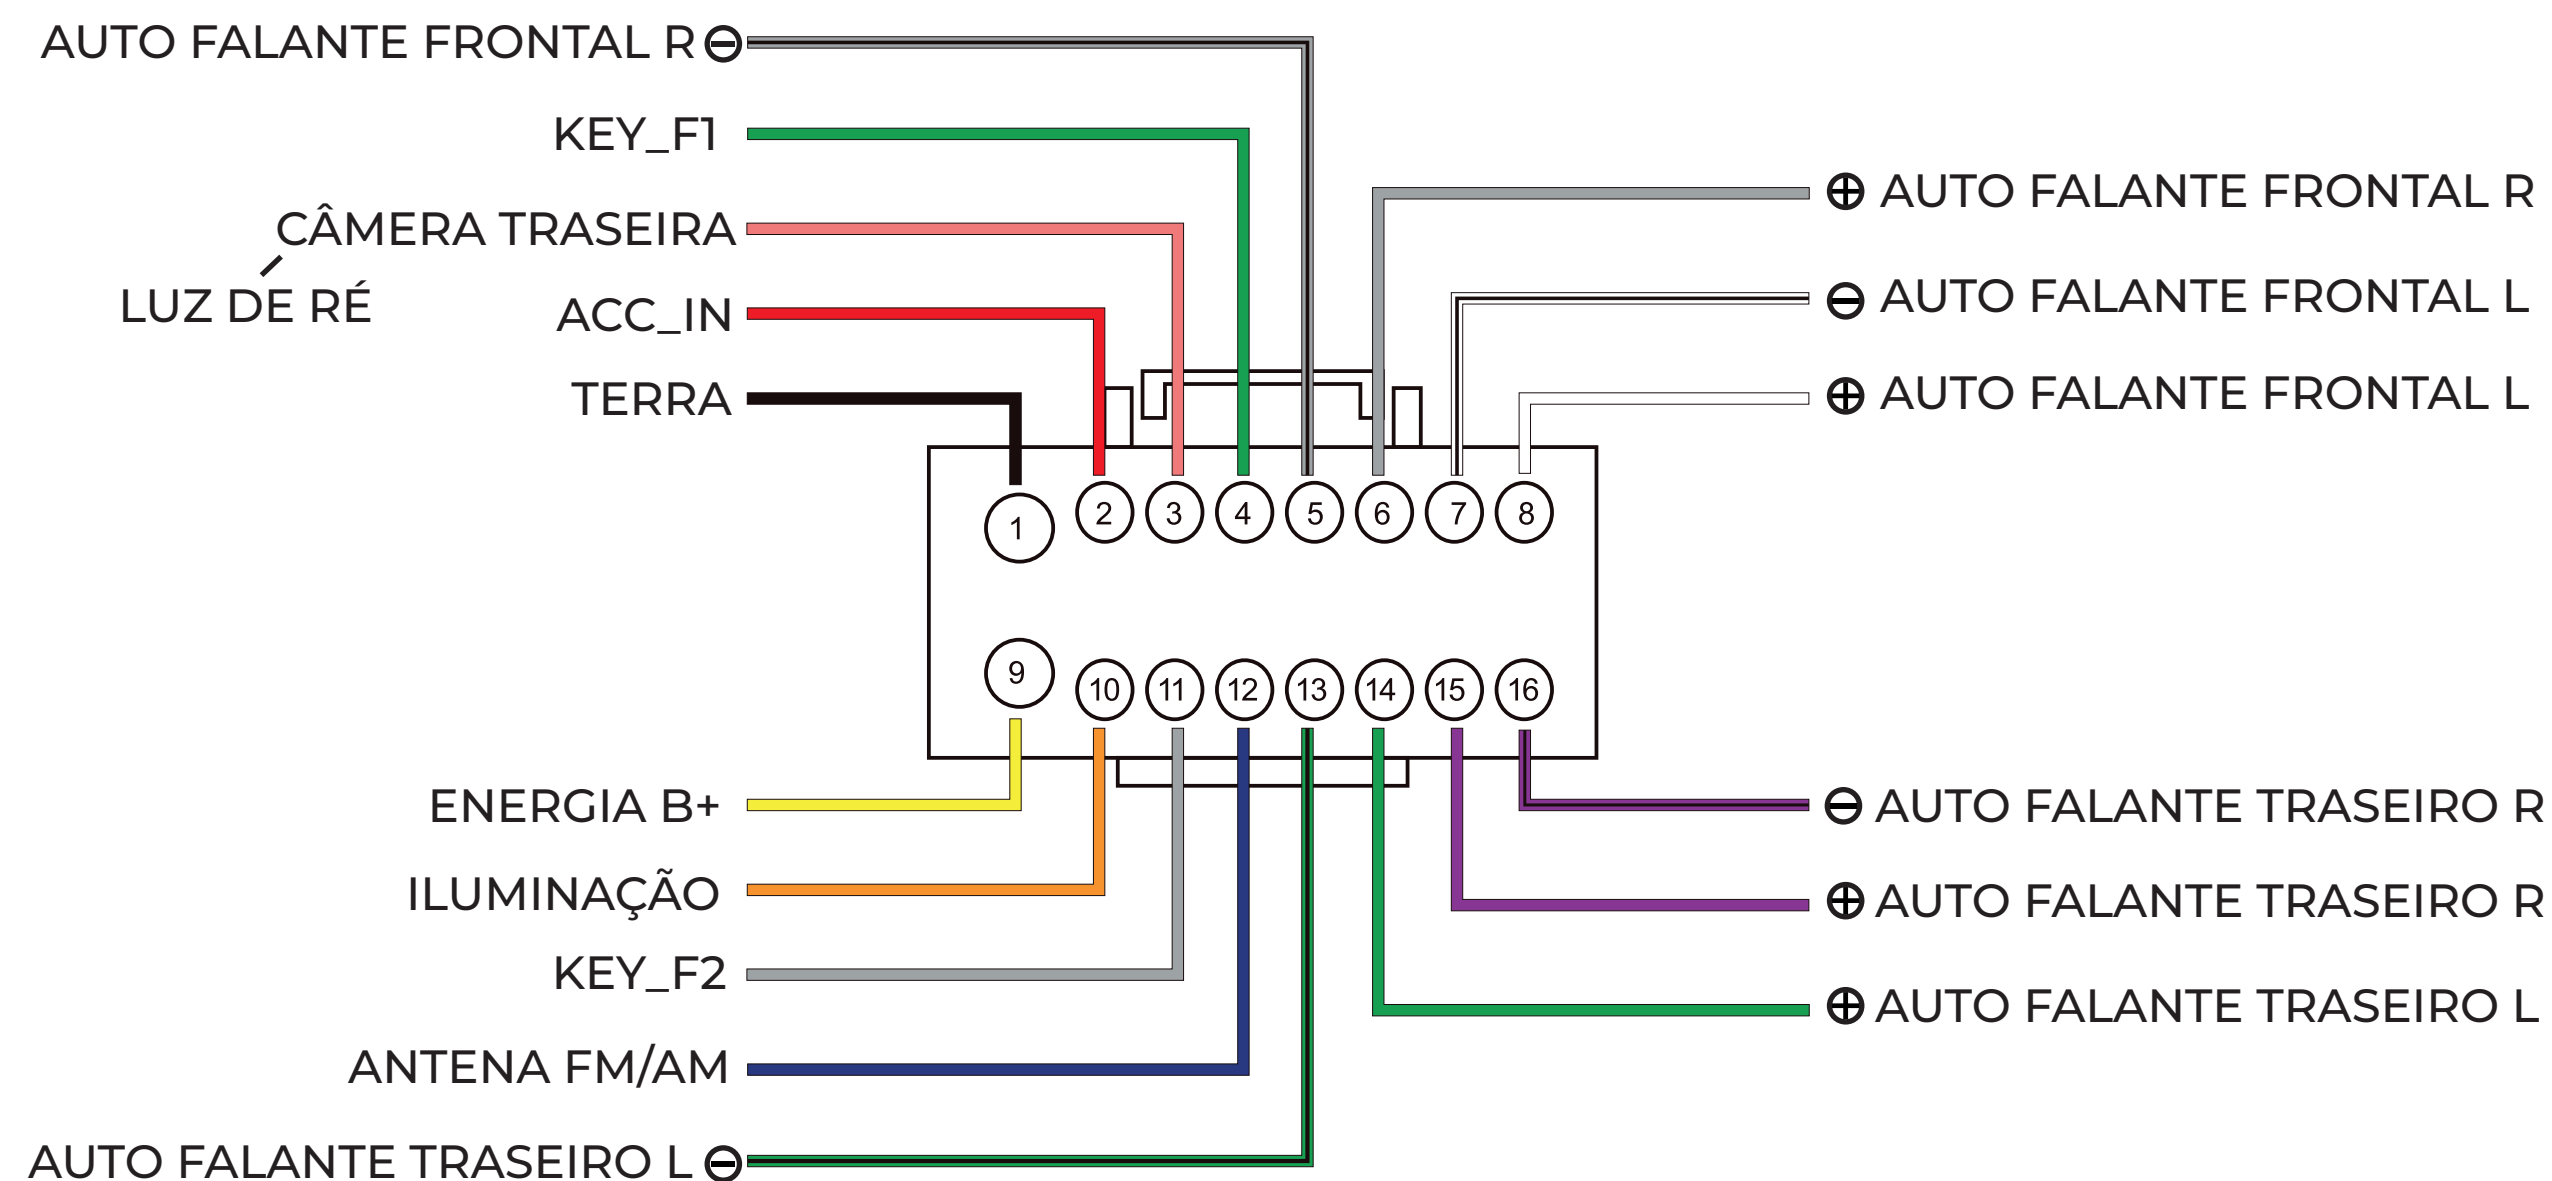 AUTO FALANTE FRONTAL R ⊖
KEY_F1
CÂMERA TRASEIRA
LUZ DE RÉ
ACC_IN
TERRA
⊕ AUTO FALANTE FRONTAL R
⊖ AUTO FALANTE FRONTAL L
⊕ AUTO FALANTE FRONTAL L
1 2 3 4 5 6 7 8
9 10 11 12 13 14 15 16
ENERGIA B+
ILUMINAÇÃO
KEY_F2
ANTENA FM/AM
AUTO FALANTE TRASEIRO L ⊖
⊖ AUTO FALANTE TRASEIRO R
⊕ AUTO FALANTE TRASEIRO R
⊕ AUTO FALANTE TRASEIRO L